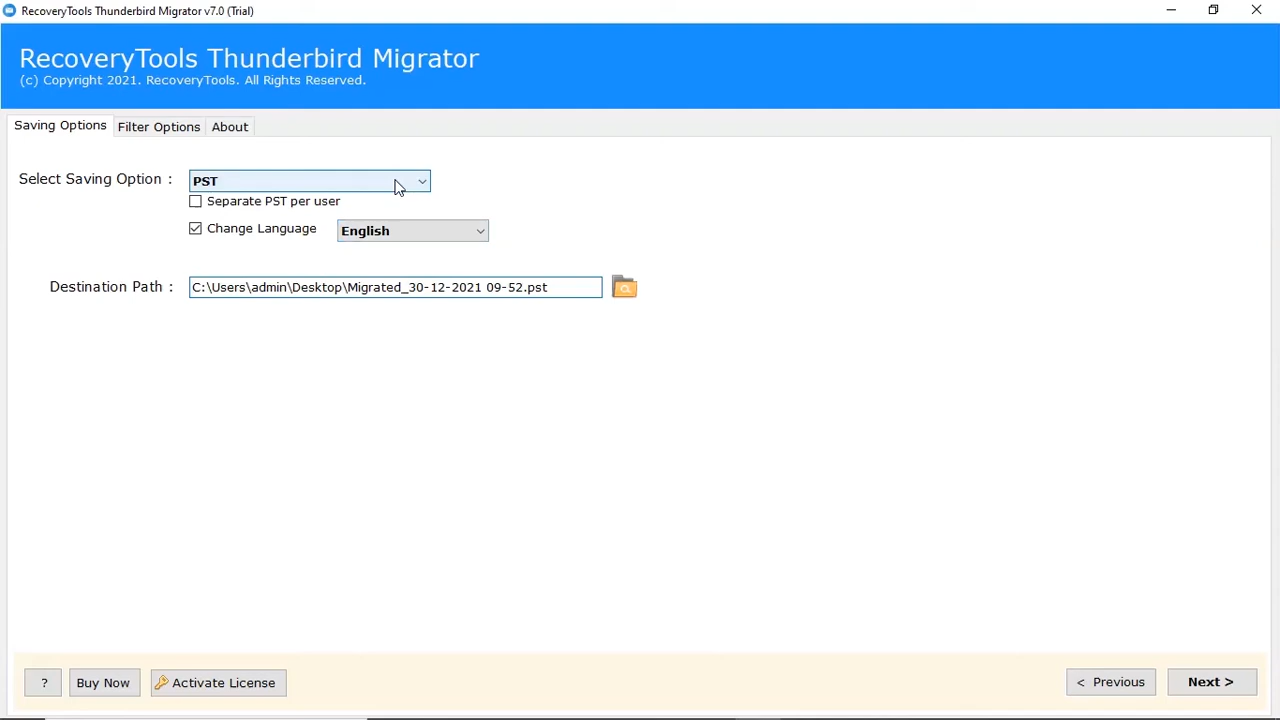 RecoveryTools Thunderbird Migrator v7.0 (Trial)
RecoveryTools Thunderbird Migrator
(c) Copyright 2021. RecoveryTools. All Rights Reserved.
Saving Options
Filter Options
About
Select Saving Option :
PST
Separate PST per user
Change Language
English
Destination Path :
C:\Users\admin\Desktop\Migrated_30-12-2021 09-52.pst
?
Buy Now
Activate License
< Previous
Next >